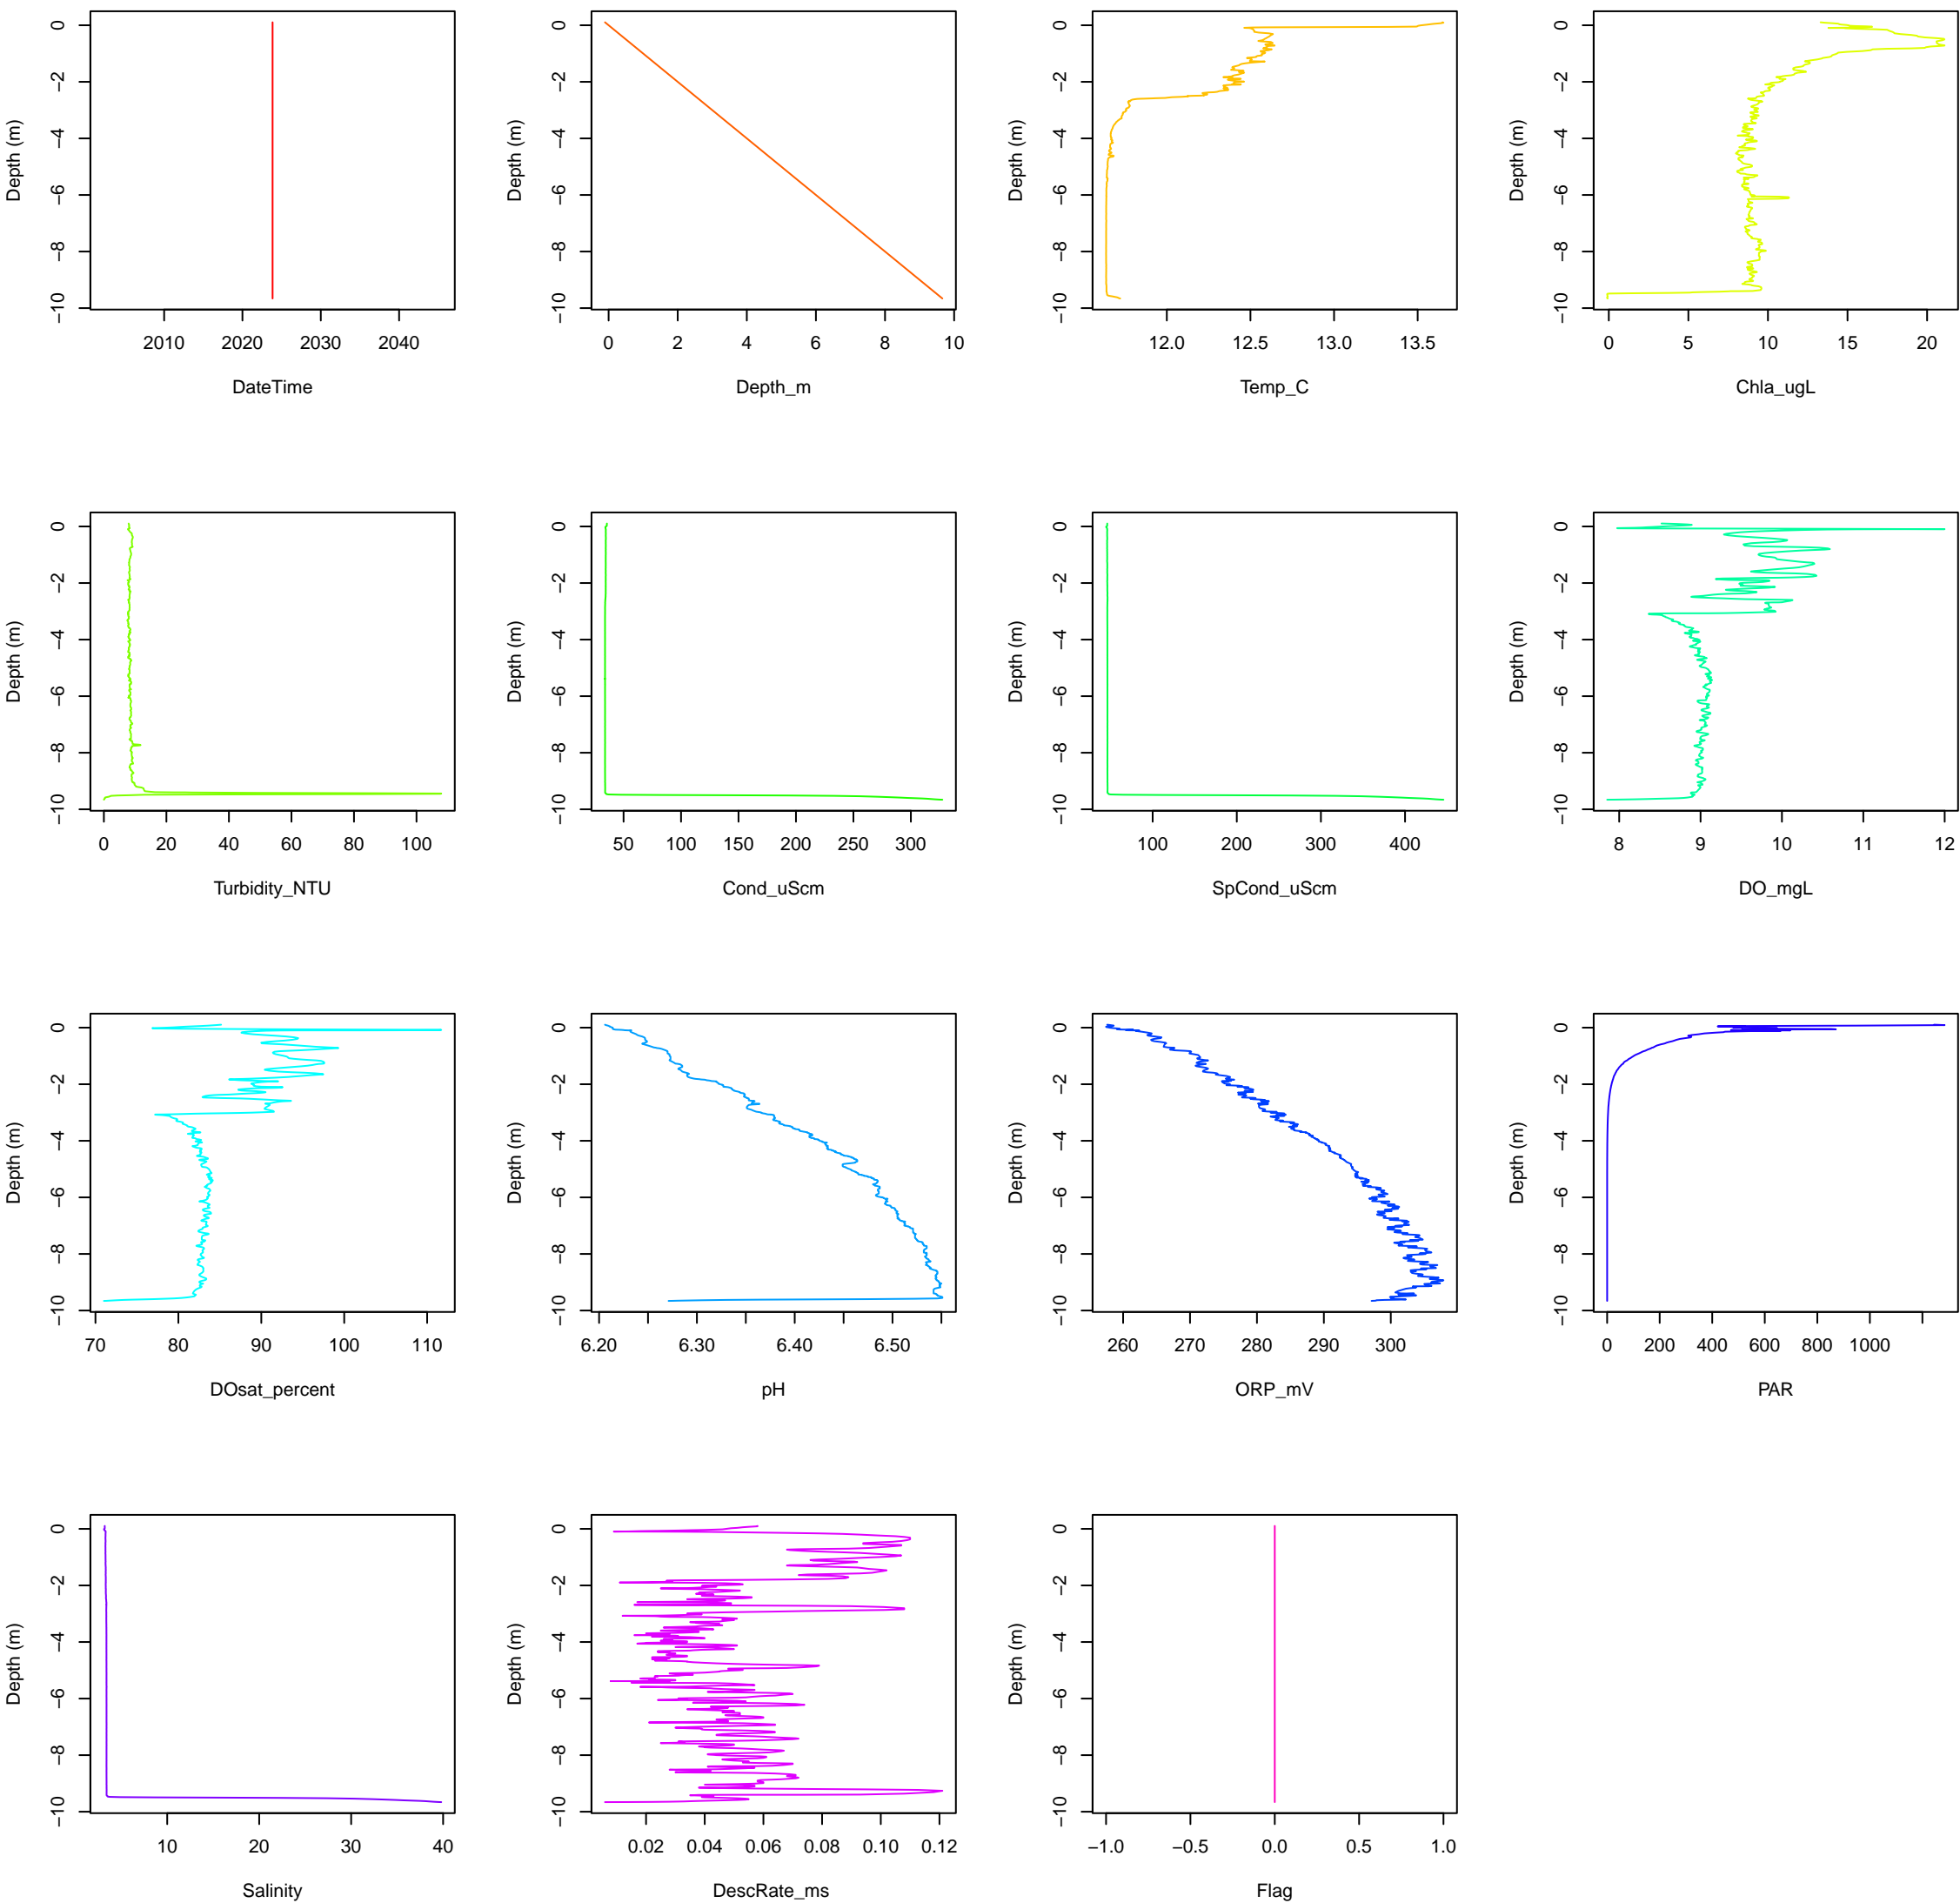 0 0 0 0
−2 −2 −2 −2
−4 −4 −4 −4
Depth (m) Depth (m) Depth (m) Depth (m)
−6 −6 −6 −6
−8 −8 −8 −8
−10 −10 −10 −10
2010 2020 2030 2040 0 2 4 6 8 10 12.0 12.5 13.0 13.5 0 5 10 15 20
DateTime Depth_m Temp_C Chla_ugL
0 0 0 0
−2 −2 −2 −2
−4 −4 −4 −4
Depth (m) Depth (m) Depth (m) Depth (m)
−6 −6 −6 −6
−8 −8 −8 −8
−10 −10 −10 −10
0 20 40 60 80 100 50 100 150 200 250 300 100 200 300 400 8 9 10 11 12
Turbidity_NTU Cond_uScm SpCond_uScm DO_mgL
0 0 0 0
−2 −2 −2 −2
−4 −4 −4 −4
Depth (m) Depth (m) Depth (m) Depth (m)
−6 −6 −6 −6
−8 −8 −8 −8
−10 −10 −10 −10
70 80 90 100 110 6.20 6.30 6.40 6.50 260 270 280 290 300 0 200 400 600 800 1000
DOsat_percent pH ORP_mV PAR
0 0 0
−2 −2 −2
−4 −4 −4
Depth (m) Depth (m) Depth (m)
−6 −6 −6
−8 −8 −8
−10 −10 −10
10 20 30 40 0.02 0.04 0.06 0.08 0.10 0.12 −1.0 −0.5 0.0 0.5 1.0
Salinity DescRate_ms Flag